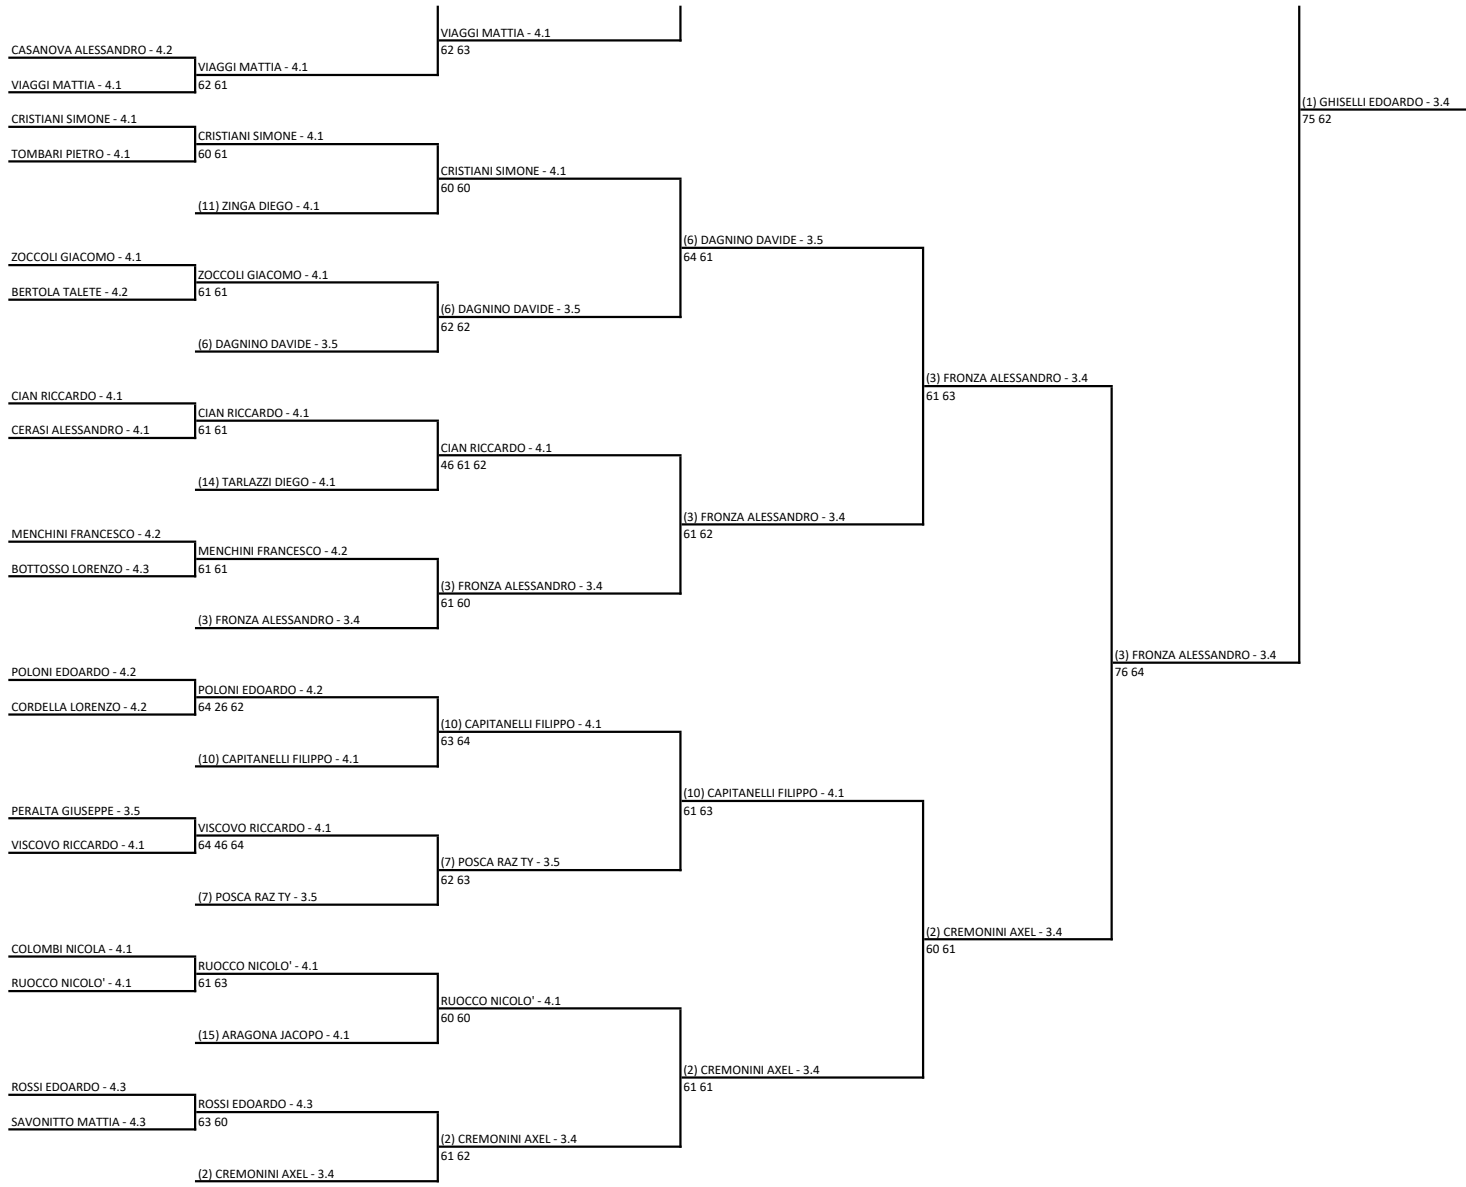 VIAGGI MATTIA - 4.1
CASANOVA ALESSANDRO - 4.2
62 63
VIAGGI MATTIA - 4.1
VIAGGI MATTIA - 4.1
62 61
(1) GHISELLI EDOARDO - 3.4
75 62
CRISTIANI SIMONE - 4.1
CRISTIANI SIMONE - 4.1
TOMBARI PIETRO - 4.1
60 61
CRISTIANI SIMONE - 4.1
60 60
(11) ZINGA DIEGO - 4.1
(6) DAGNINO DAVIDE - 3.5
64 61
ZOCCOLI GIACOMO - 4.1
ZOCCOLI GIACOMO - 4.1
BERTOLA TALETE - 4.2
61 61
(6) DAGNINO DAVIDE - 3.5
62 62
(6) DAGNINO DAVIDE - 3.5
(3) FRONZA ALESSANDRO - 3.4
61 63
CIAN RICCARDO - 4.1
CIAN RICCARDO - 4.1
CERASI ALESSANDRO - 4.1
61 61
CIAN RICCARDO - 4.1
46 61 62
(14) TARLAZZI DIEGO - 4.1
(3) FRONZA ALESSANDRO - 3.4
61 62
MENCHINI FRANCESCO - 4.2
MENCHINI FRANCESCO - 4.2
BOTTOSSO LORENZO - 4.3
61 61
(3) FRONZA ALESSANDRO - 3.4
61 60
(3) FRONZA ALESSANDRO - 3.4
(3) FRONZA ALESSANDRO - 3.4
76 64
POLONI EDOARDO - 4.2
POLONI EDOARDO - 4.2
CORDELLA LORENZO - 4.2
64 26 62
(10) CAPITANELLI FILIPPO - 4.1
63 64
(10) CAPITANELLI FILIPPO - 4.1
(10) CAPITANELLI FILIPPO - 4.1
61 63
PERALTA GIUSEPPE - 3.5
VISCOVO RICCARDO - 4.1
VISCOVO RICCARDO - 4.1
64 46 64
(7) POSCA RAZ TY - 3.5
62 63
(7) POSCA RAZ TY - 3.5
(2) CREMONINI AXEL - 3.4
60 61
COLOMBI NICOLA - 4.1
RUOCCO NICOLO' - 4.1
RUOCCO NICOLO' - 4.1
61 63
RUOCCO NICOLO' - 4.1
60 60
(15) ARAGONA JACOPO - 4.1
(2) CREMONINI AXEL - 3.4
61 61
ROSSI EDOARDO - 4.3
ROSSI EDOARDO - 4.3
SAVONITTO MATTIA - 4.3
63 60
(2) CREMONINI AXEL - 3.4
61 62
(2) CREMONINI AXEL - 3.4